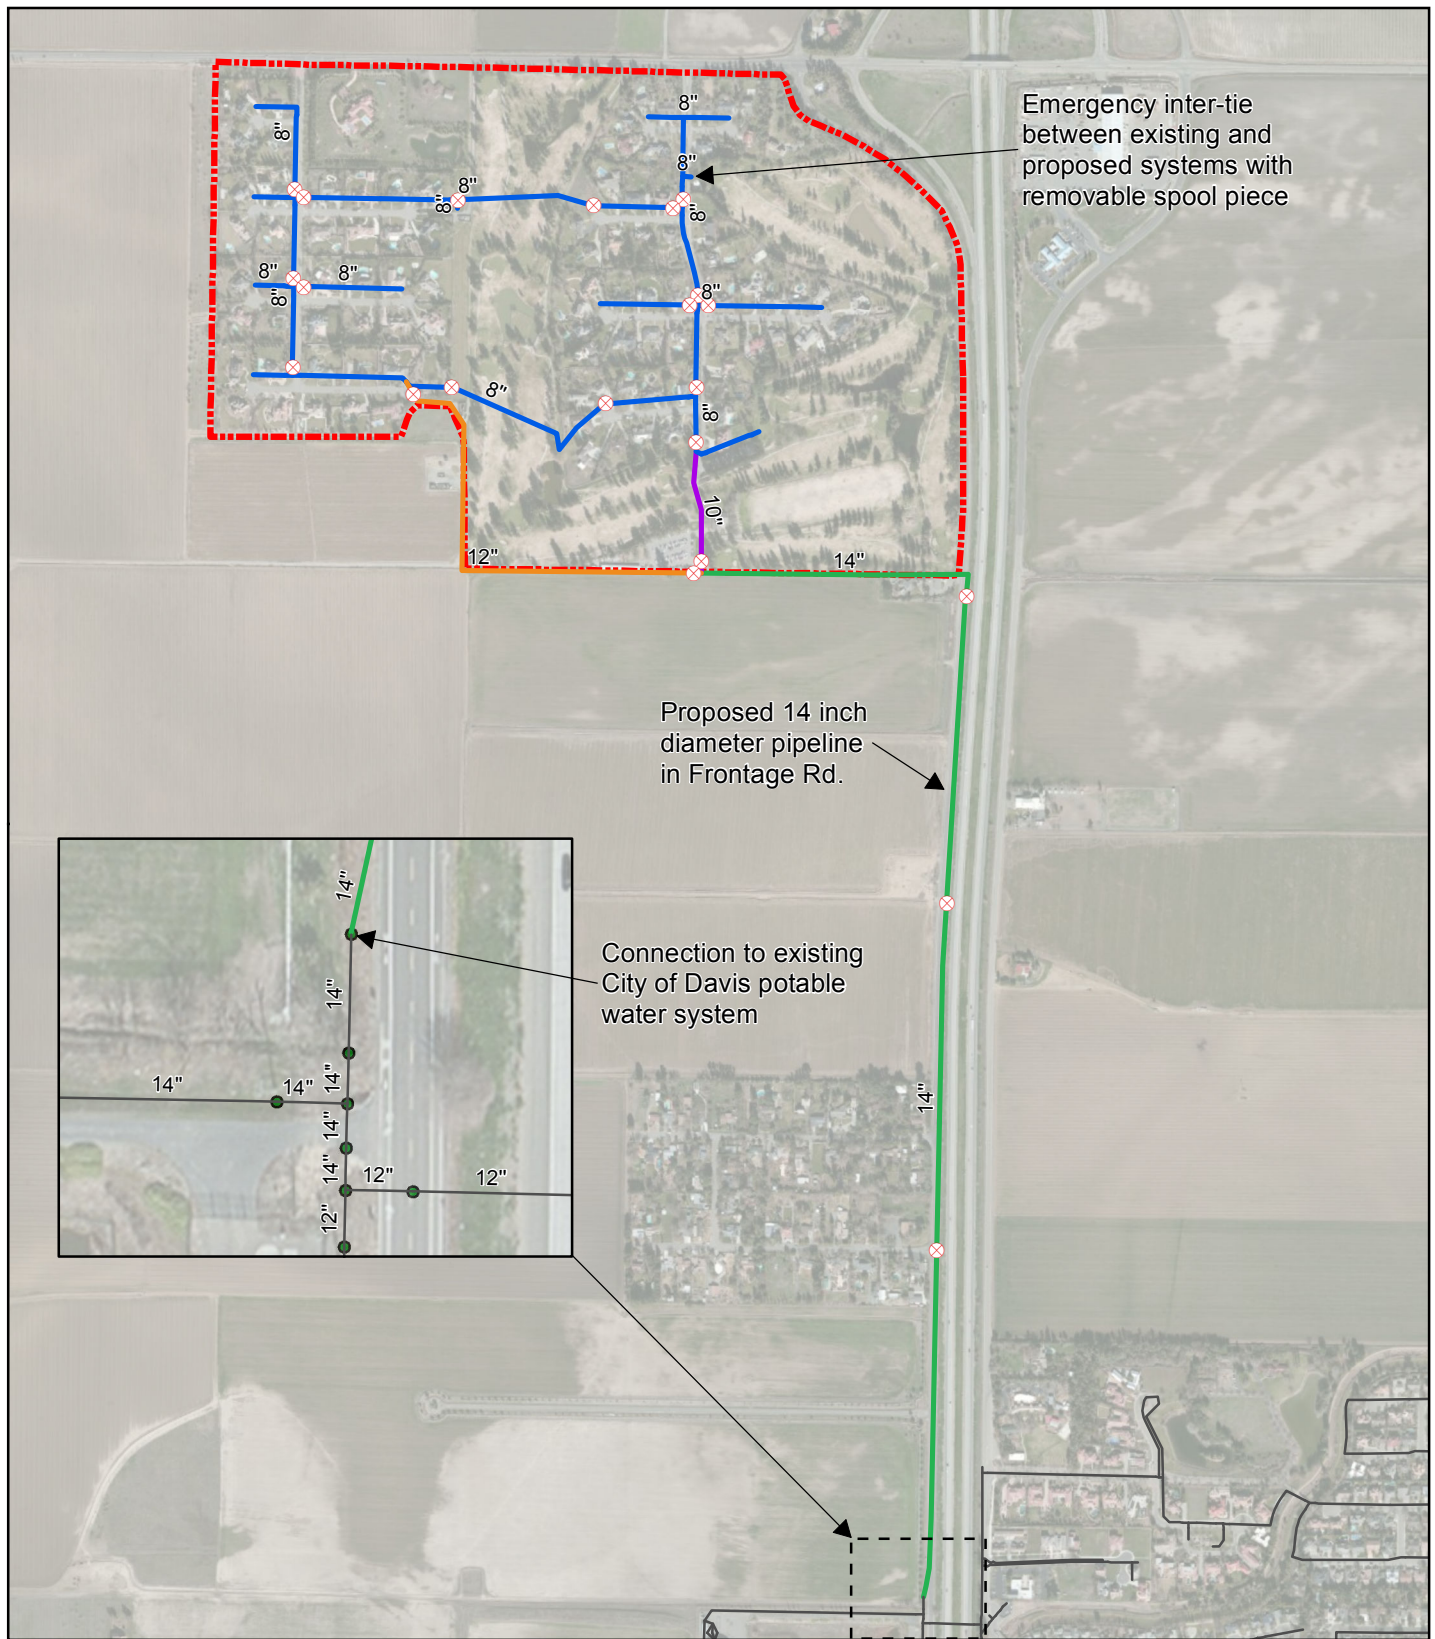 8"
8"
Emergency inter-tie
between existing and
proposed systems with
removable spool piece
8"
8"
8"
8"
8"
8"
8"
8"
8"
8"
8"
10"
12"
14"
Proposed 14 inch
diameter pipeline
in Frontage Rd.
14"
Connection to existing
City of Davis potable
water system
14"
14"
14"
14"
14"
14"
14"
12"
12"
12"